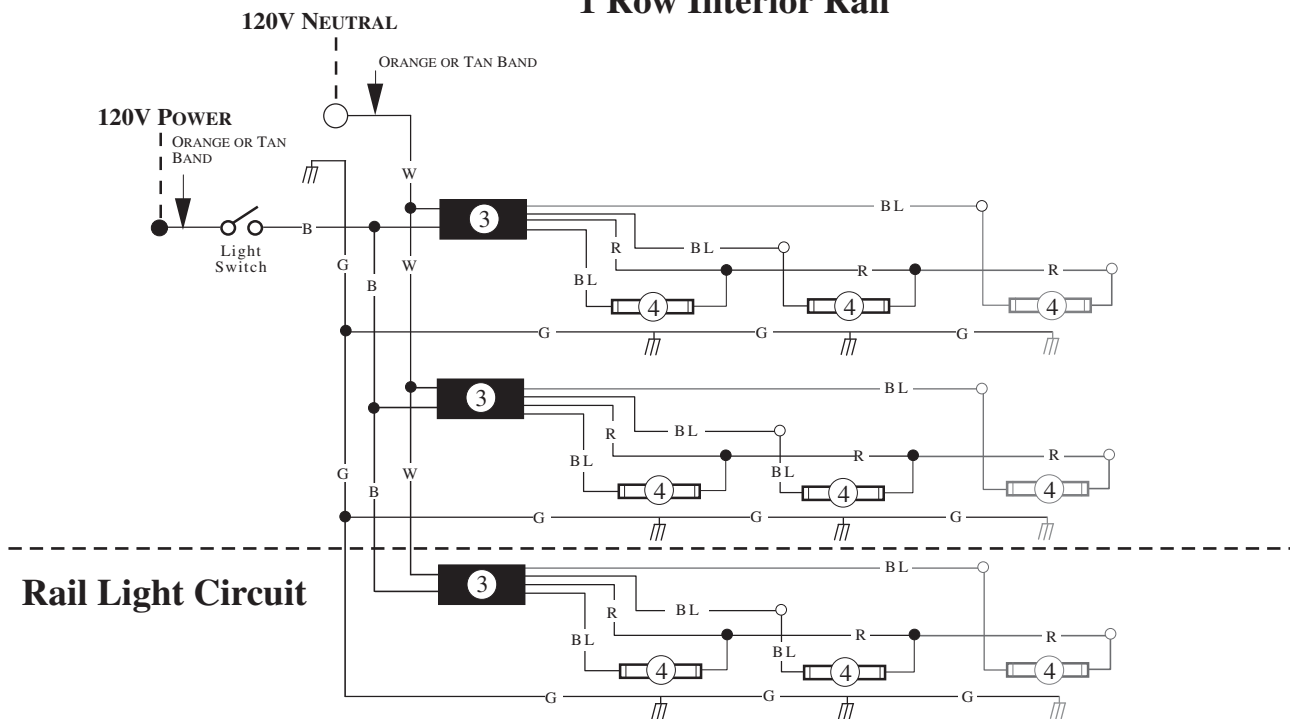 1 Row Interior Rail
120V NEUTRAL
ORANGE OR TAN BAND
120V POWER
ORANGE OR TAN
BAND
W
3
BL
B
Light
Switch
G
W
B
R
BL
R
R
BL
4
4
4
G
G
G
3
BL
R
BL
R
R
BL
BL
G
W
B
4
4
4
G
G
G
Rail Light Circuit
3
BL
R
BL
R
R
BL
BL
4
4
4
G
G
G